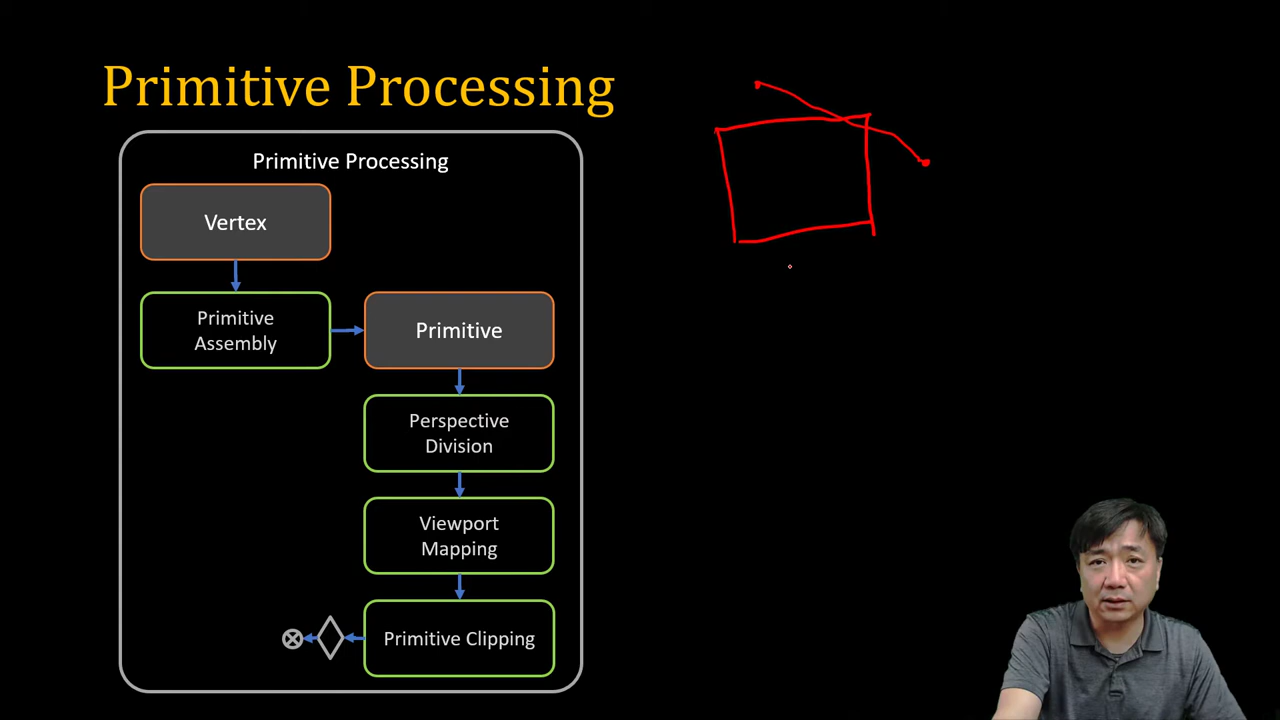 Primitive Processing
Primitive Processing
Vertex
Primitive
Assembly
Primitive
Perspective
Division
Viewport
Mapping
Primitive Clipping